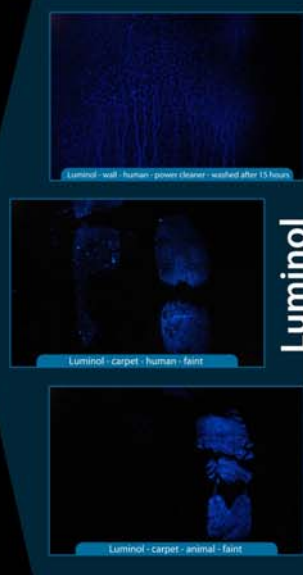 Luminol - wall - human - power cleaner - washed after 15 hours
Luminol - carpet - human - faint
Luminol
Luminol - carpet - animal - faint